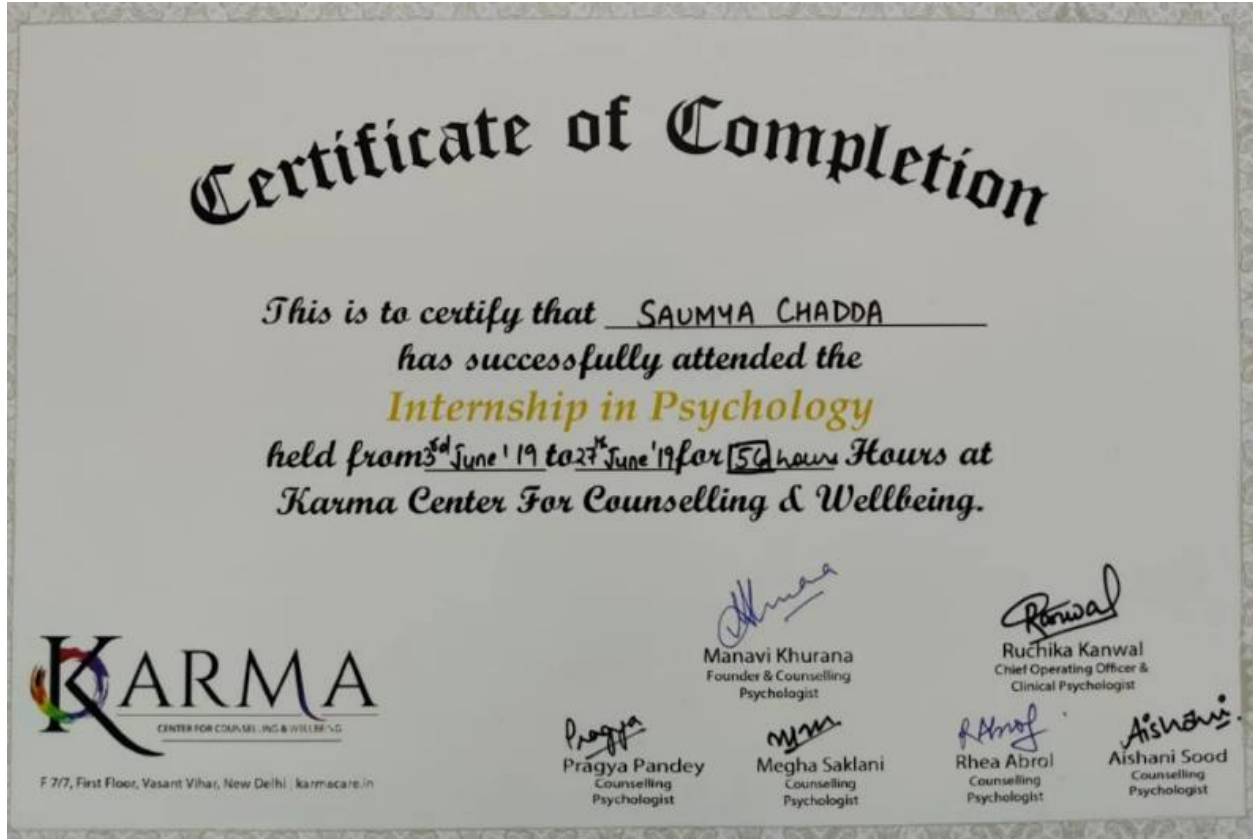 Certificate of Completion
This is to certify that SAUMYA CHADDA
has successfully attended the
Internship in Psychology
held from 3rd June'19 to 27th June'19 for hours Hours at
Karma Center For Counselling & Wellbeing.
KARMA
CENTER FOR COUNSELLING & WELLBEING
F 7/7, First Floor, Vasant Vihar, New Delhi | karmacare.in
Manavi Khurana
Founder & Counselling
Psychologist
Ruchika Kanwal
Chief Operating Officer &
Clinical Psychologist
Pragya
Pragya Pandey
Counselling
Psychologist
Megha Saklani
Counselling
Psychologist
RAbrol
Rhea Abrol
Counselling
Psychologist
Aishani
Aishani Sood
Counselling
Psychologist